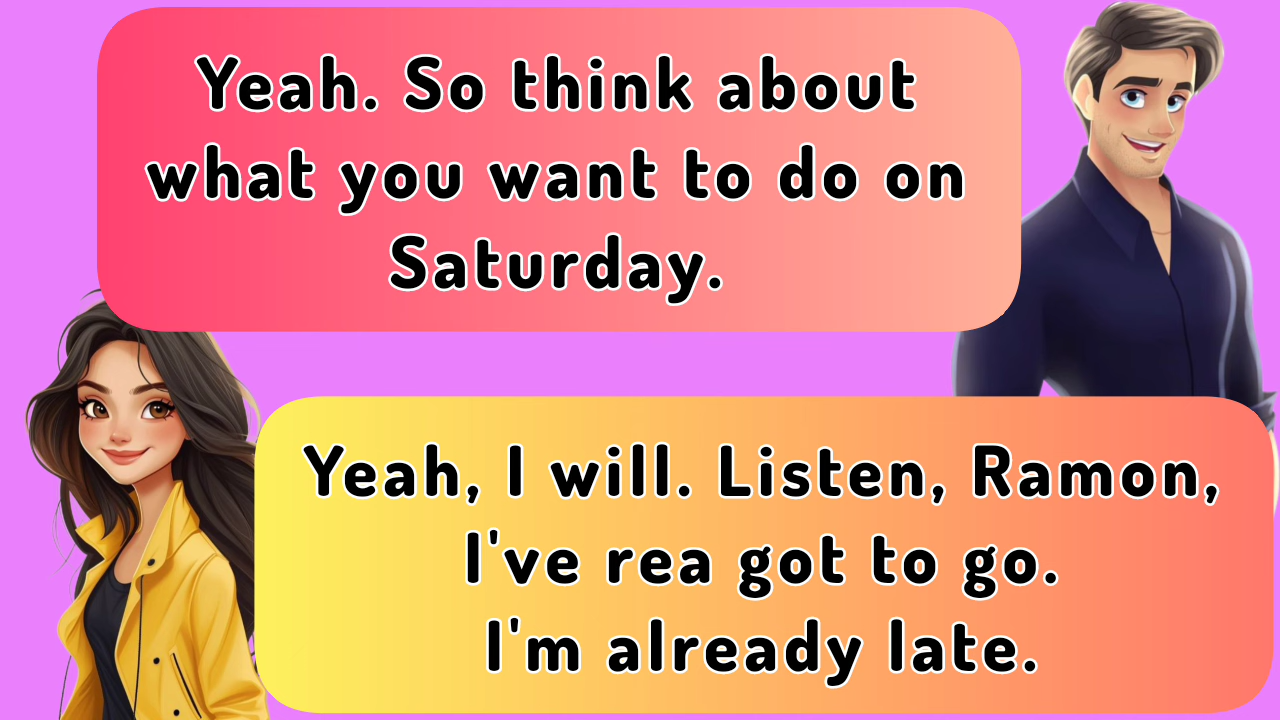 Yeah. So think about
what you want to do on
Saturday.
Yeah, I will. Listen, Ramon,
I've rea got to go.
I'm already late.